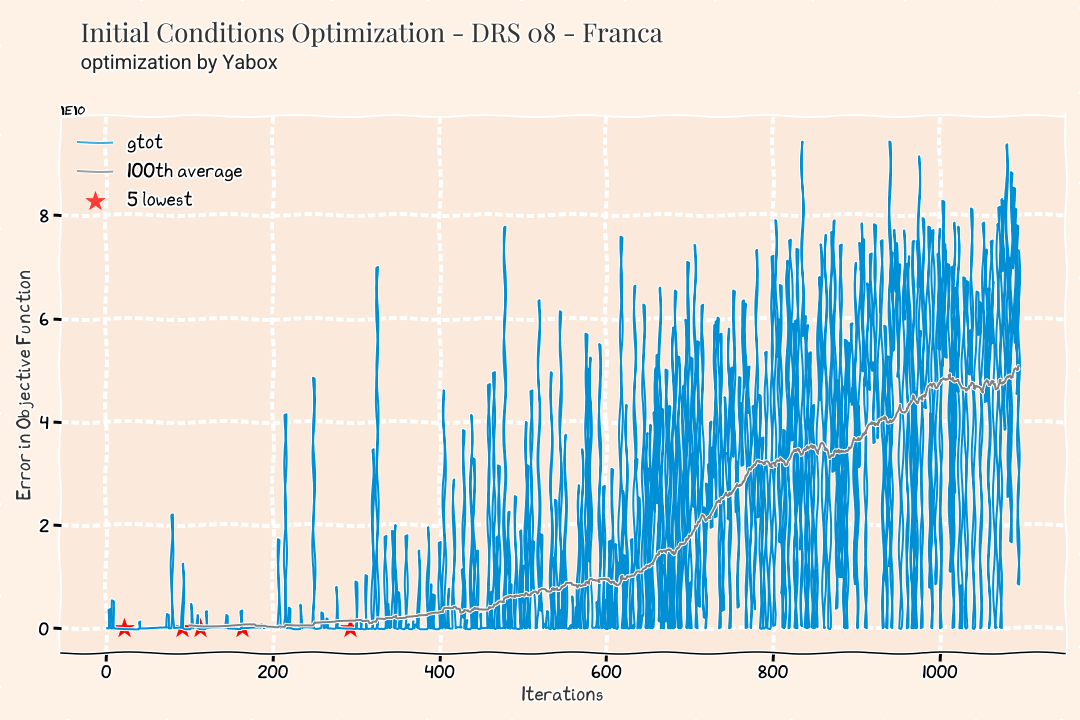 Initial Conditions Optimization - DRS 08 - Franca
optimization by Yabox
1E10
gtot
100th average
5 lowest
8
6
4
2
0
Error in Objective Function
0 200 400 600 800 1000
Iterations